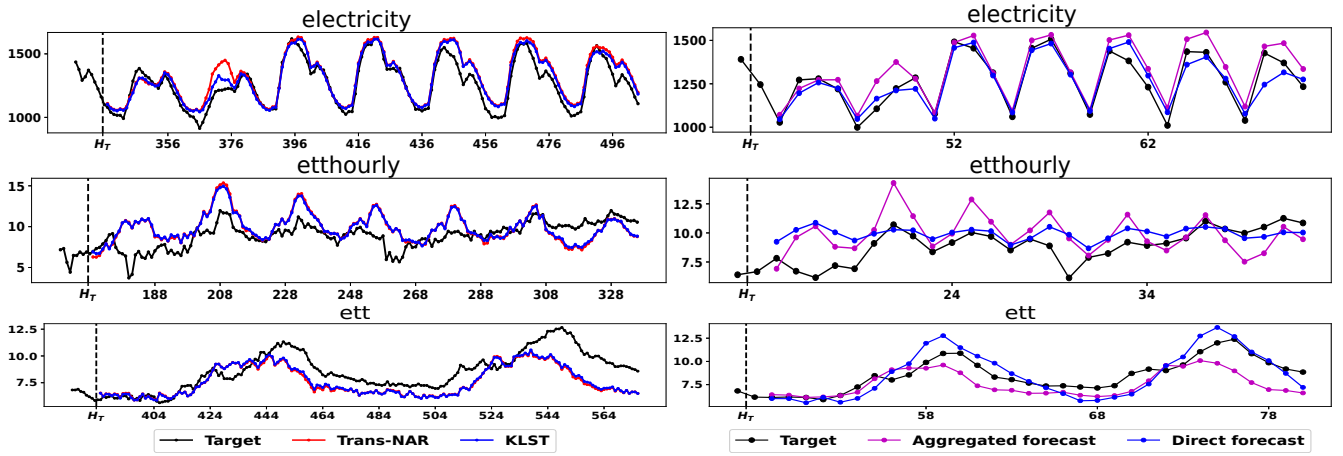 electricity
1500
1000
H_T 356 376 396 416 436 456 476 496
etthourly
15
10
5
H_T 188 208 228 248 268 288 308 328
ett
12.5
10.0
7.5
H_T 404 424 444 464 484 504 524 544 564
Target Trans-NAR KLST
electricity
1500
1250
1000
H_T 52 62
etthourly
12.5
10.0
7.5
H_T 24 34
ett
12.5
10.0
7.5
H_T 58 68 78
Target Aggregated forecast Direct forecast